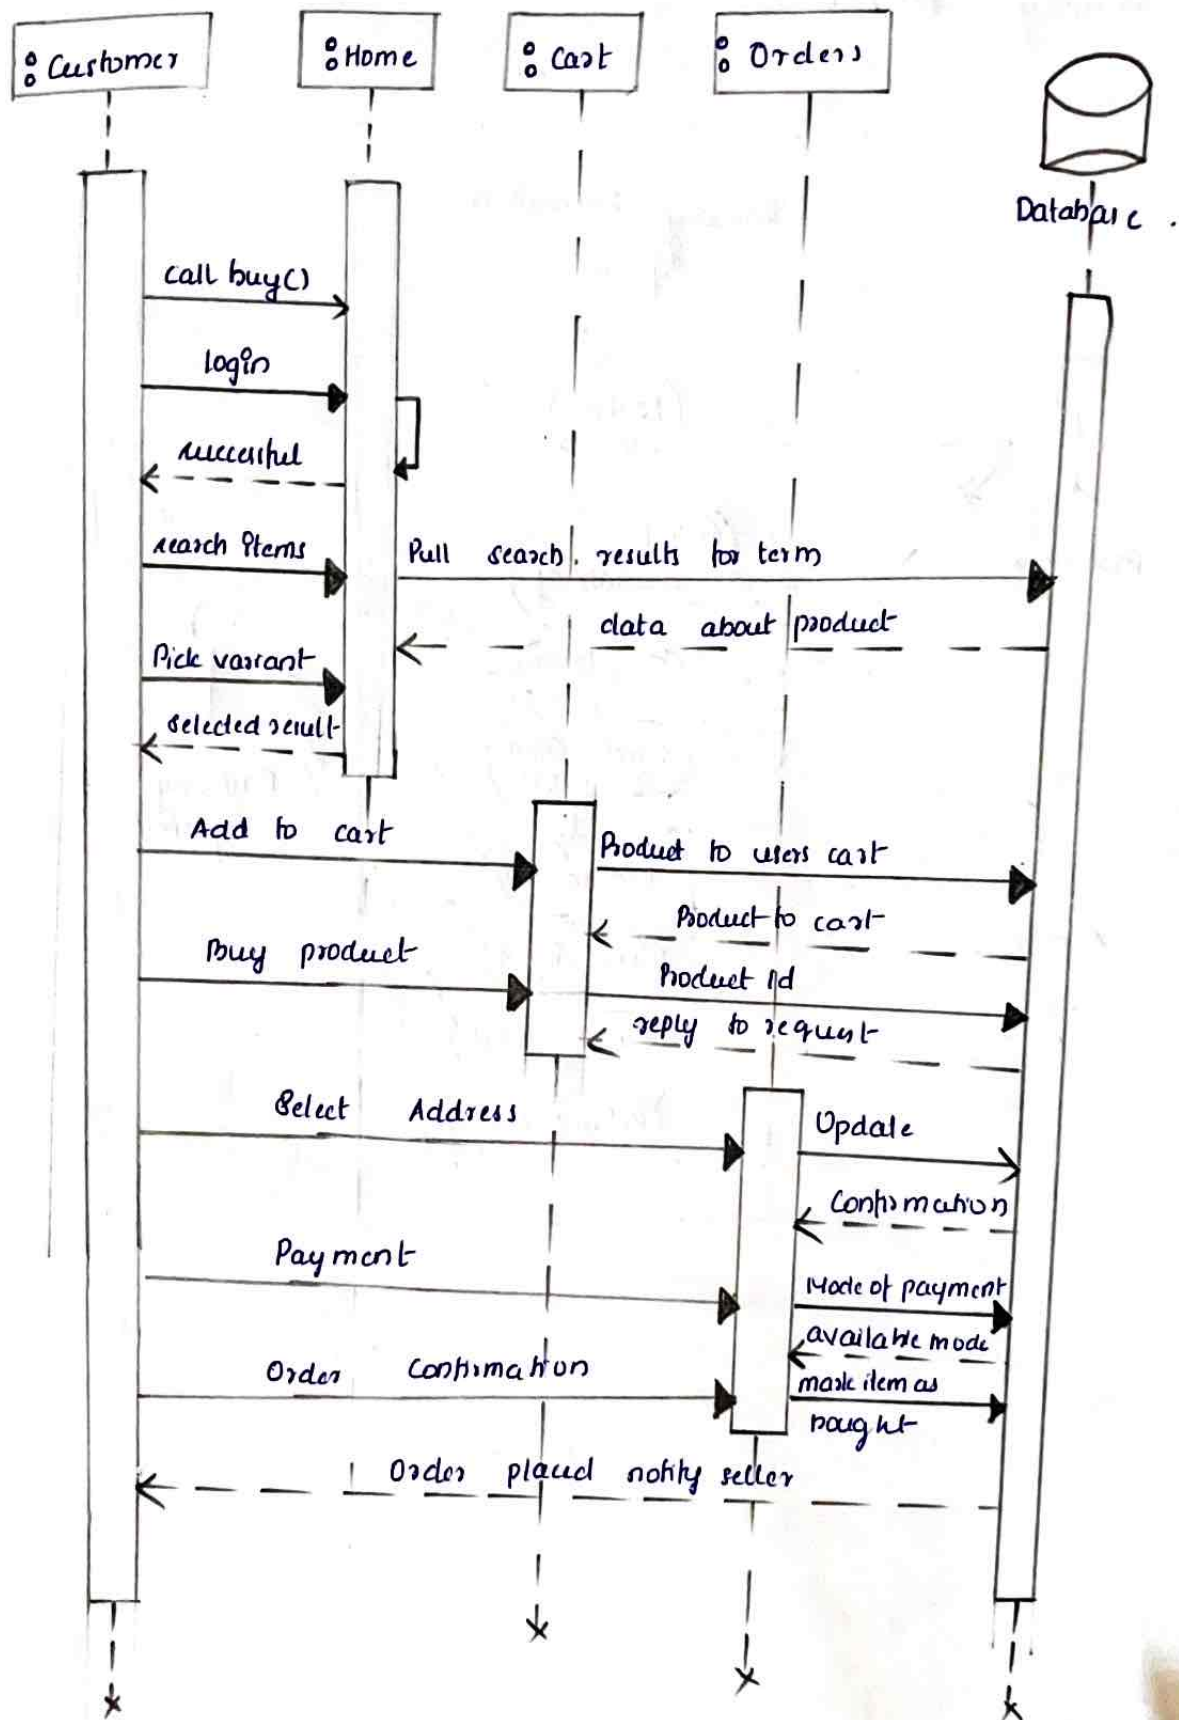 : Customer
: Home
: Cart
: Orders
Database
call buy()
login
successful
search items
Pull search results for term
data about product
Pick variant
selected result
Add to cart
Product to users cart
Product to cart
Buy product
Product Id
reply to request
Select Address
Update
Confirmation
Payment
Mode of payment
available mode
Order Confirmation
mark item as
bought
Order placed notify seller